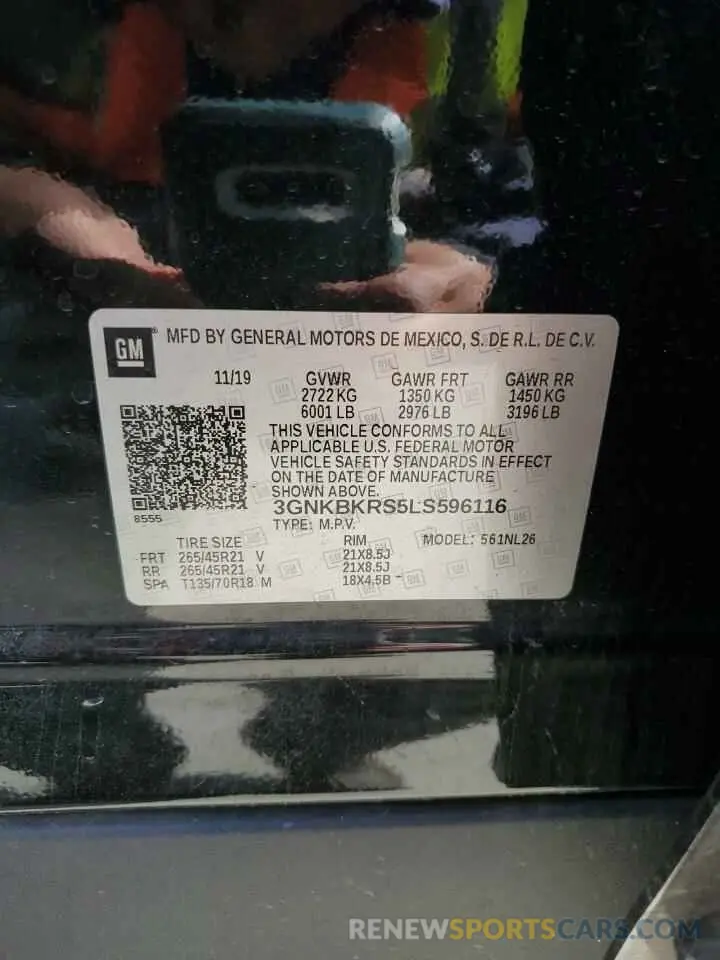 GM ® MFD BY GENERAL MOTORS DE MEXICO, S. DE R.L. DE C.V.
11/19 GVWR GAWR FRT GAWR RR
2722 KG 1350 KG 1450 KG
6001 LB 2976 LB 3196 LB
THIS VEHICLE CONFORMS TO ALL
APPLICABLE U.S. FEDERAL MOTOR
VEHICLE SAFETY STANDARDS IN EFFECT
ON THE DATE OF MANUFACTURE
SHOWN ABOVE.
3GNKBKRS5LS596116
8555 TYPE: M.P.V.
TIRE SIZE RIM MODEL: 561NL26
FRT 265/45R21 V 21X8.5J
RR 265/45R21 V 21X8.5J
SPA T135/70R18 M 18X4.5B
RENEWSPORTSCARS.COM